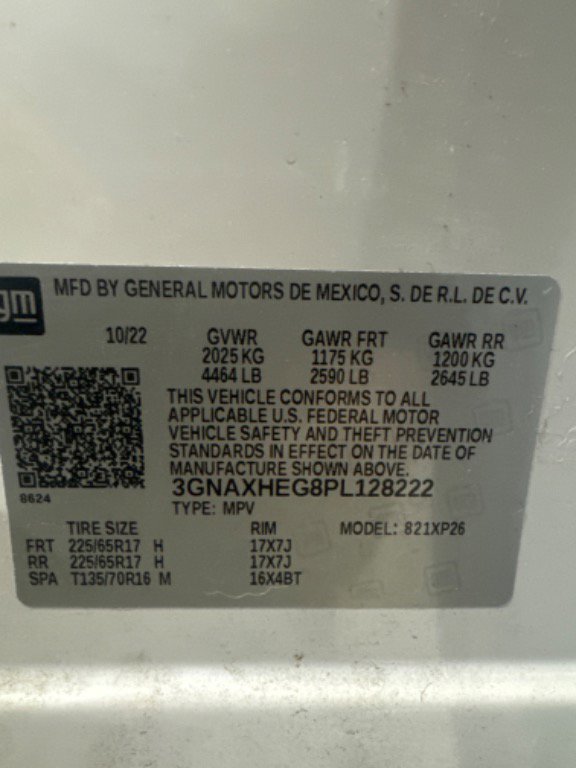 gm MFD BY GENERAL MOTORS DE MEXICO, S. DE R.L. DE C.V.
10/22 GVWR GAWR FRT GAWR RR
2025 KG 1175 KG 1200 KG
4464 LB 2590 LB 2645 LB
THIS VEHICLE CONFORMS TO ALL
APPLICABLE U.S. FEDERAL MOTOR
VEHICLE SAFETY AND THEFT PREVENTION
STANDARDS IN EFFECT ON THE DATE OF
MANUFACTURE SHOWN ABOVE.
8624 3GNAXHEG8PL128222
TYPE: MPV
TIRE SIZE RIM MODEL: 821XP26
FRT 225/65R17 H 17X7J
RR 225/65R17 H 17X7J
SPA T135/70R16 M 16X4BT